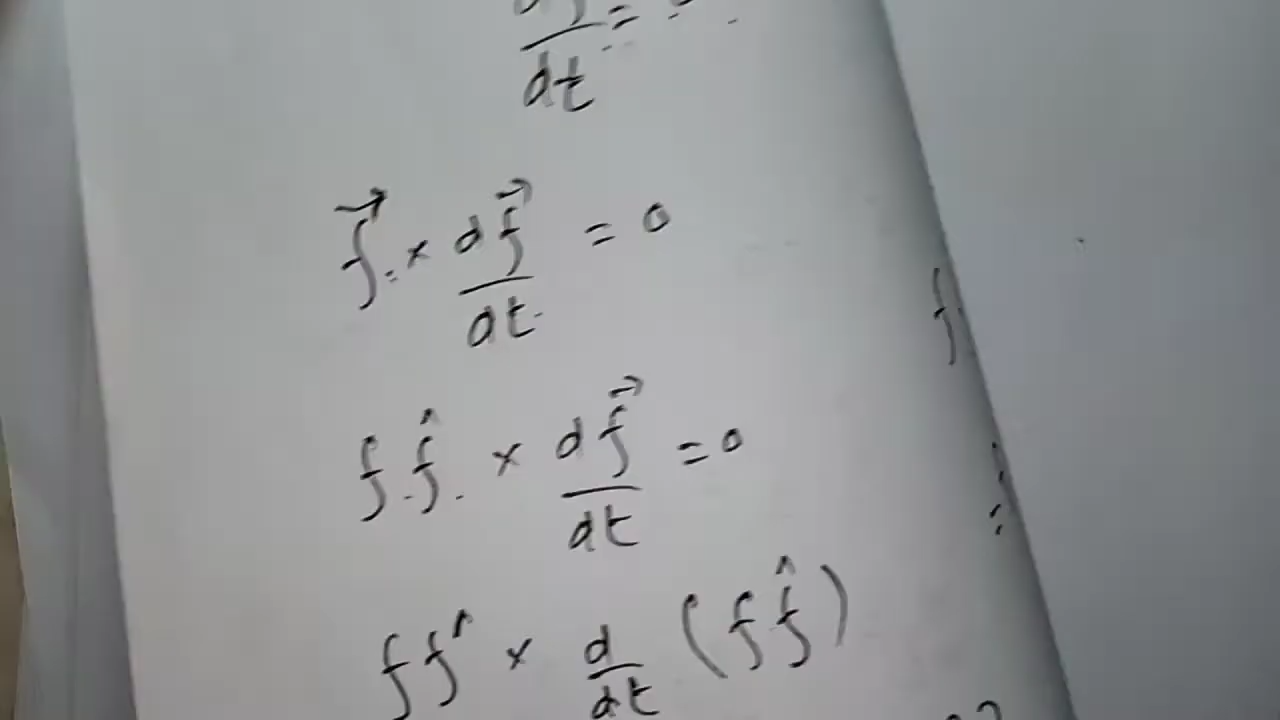 dt =
f⃗ × df⃗/dt = 0
f f̂ × df⃗/dt = 0
f f̂ × d/dt (f f̂)